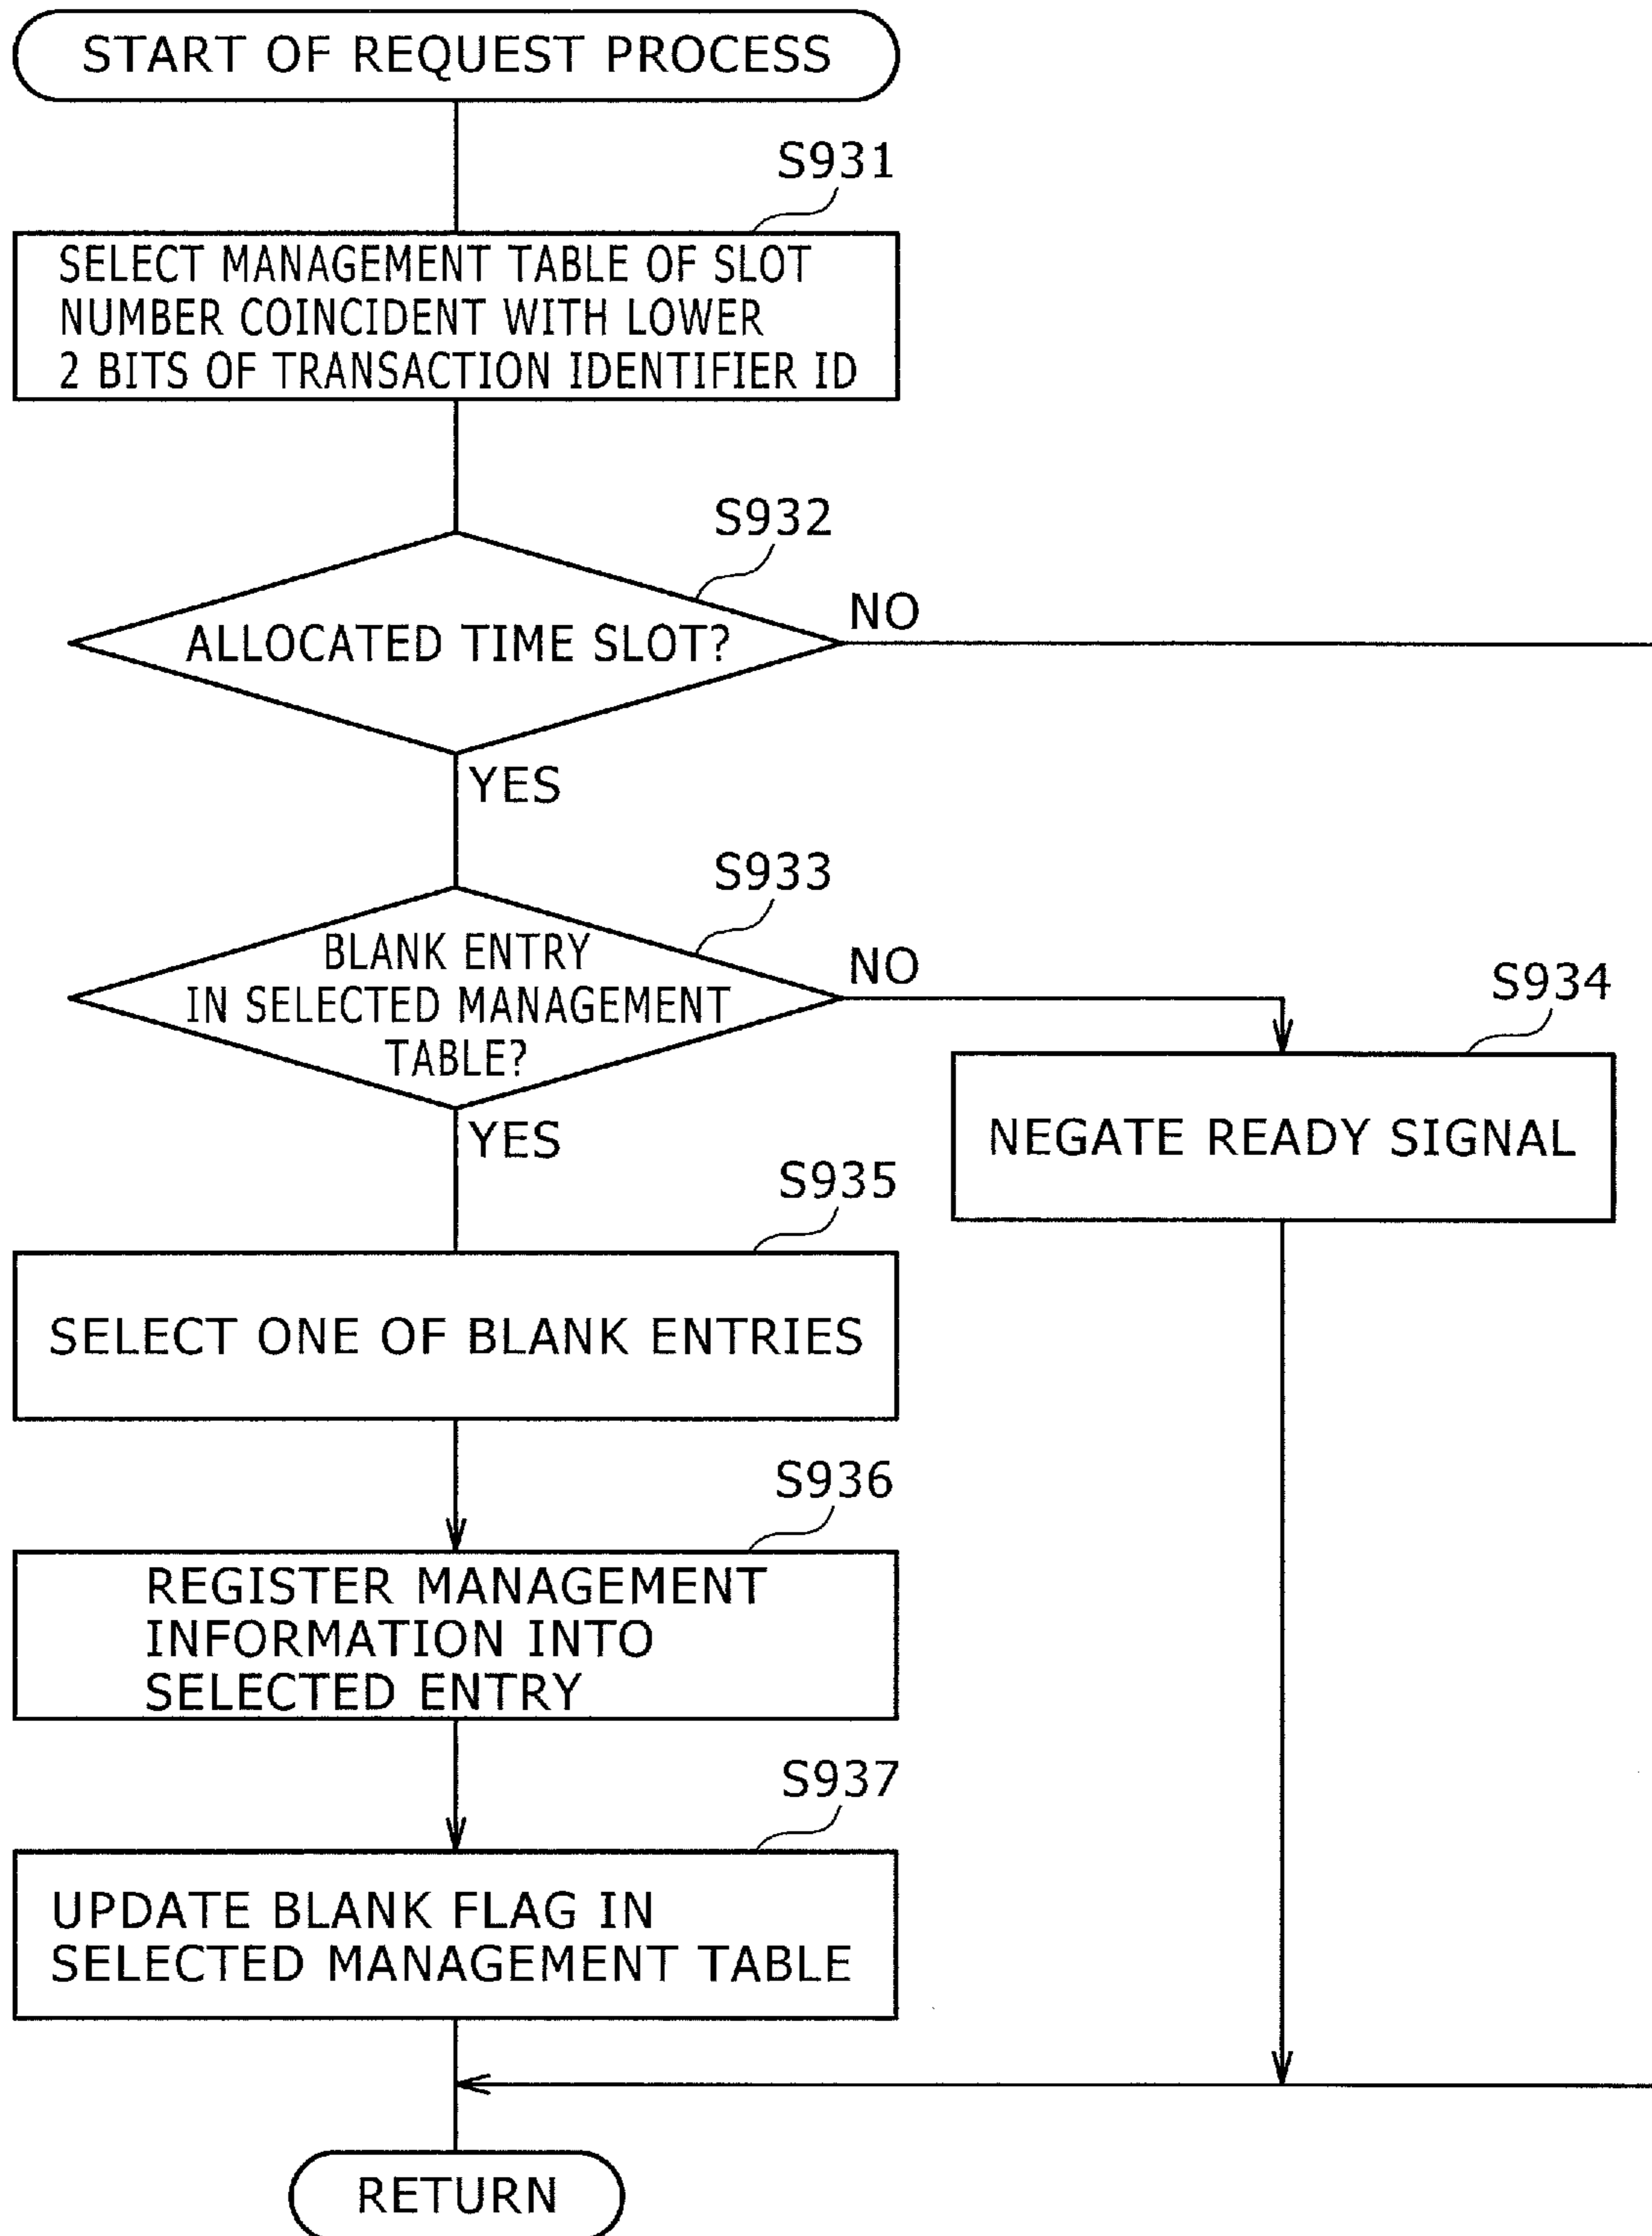 START OF REQUEST PROCESS
S931
SELECT MANAGEMENT TABLE OF SLOT
NUMBER COINCIDENT WITH LOWER
2 BITS OF TRANSACTION IDENTIFIER ID
S932
ALLOCATED TIME SLOT?
NO
YES
S933
BLANK ENTRY
IN SELECTED MANAGEMENT
TABLE?
NO
YES
S934
NEGATE READY SIGNAL
S935
SELECT ONE OF BLANK ENTRIES
S936
REGISTER MANAGEMENT
INFORMATION INTO
SELECTED ENTRY
S937
UPDATE BLANK FLAG IN
SELECTED MANAGEMENT TABLE
RETURN